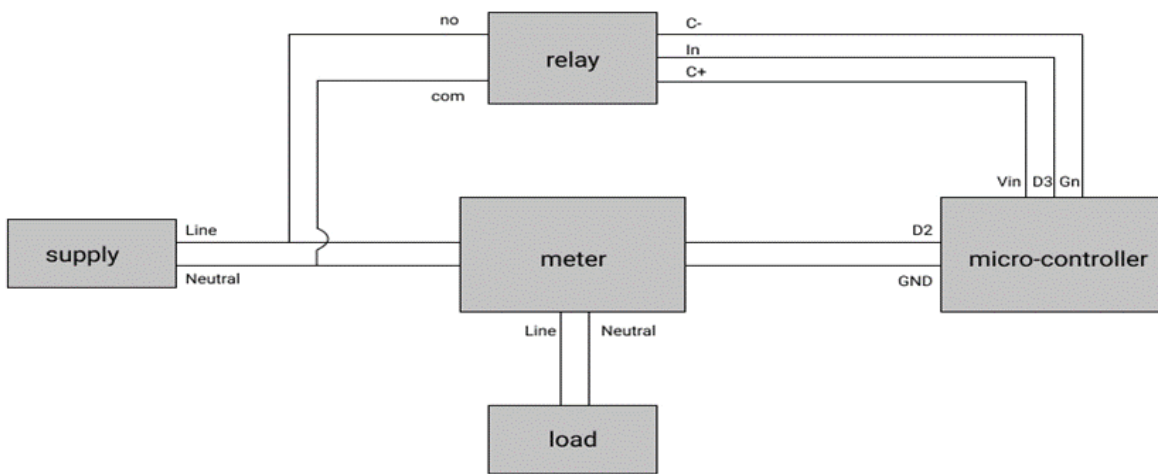 no
C-
relay
In
C+
com
Vin
D3
Gn
Line
D2
supply
meter
micro-controller
Neutral
GND
Line
Neutral
load